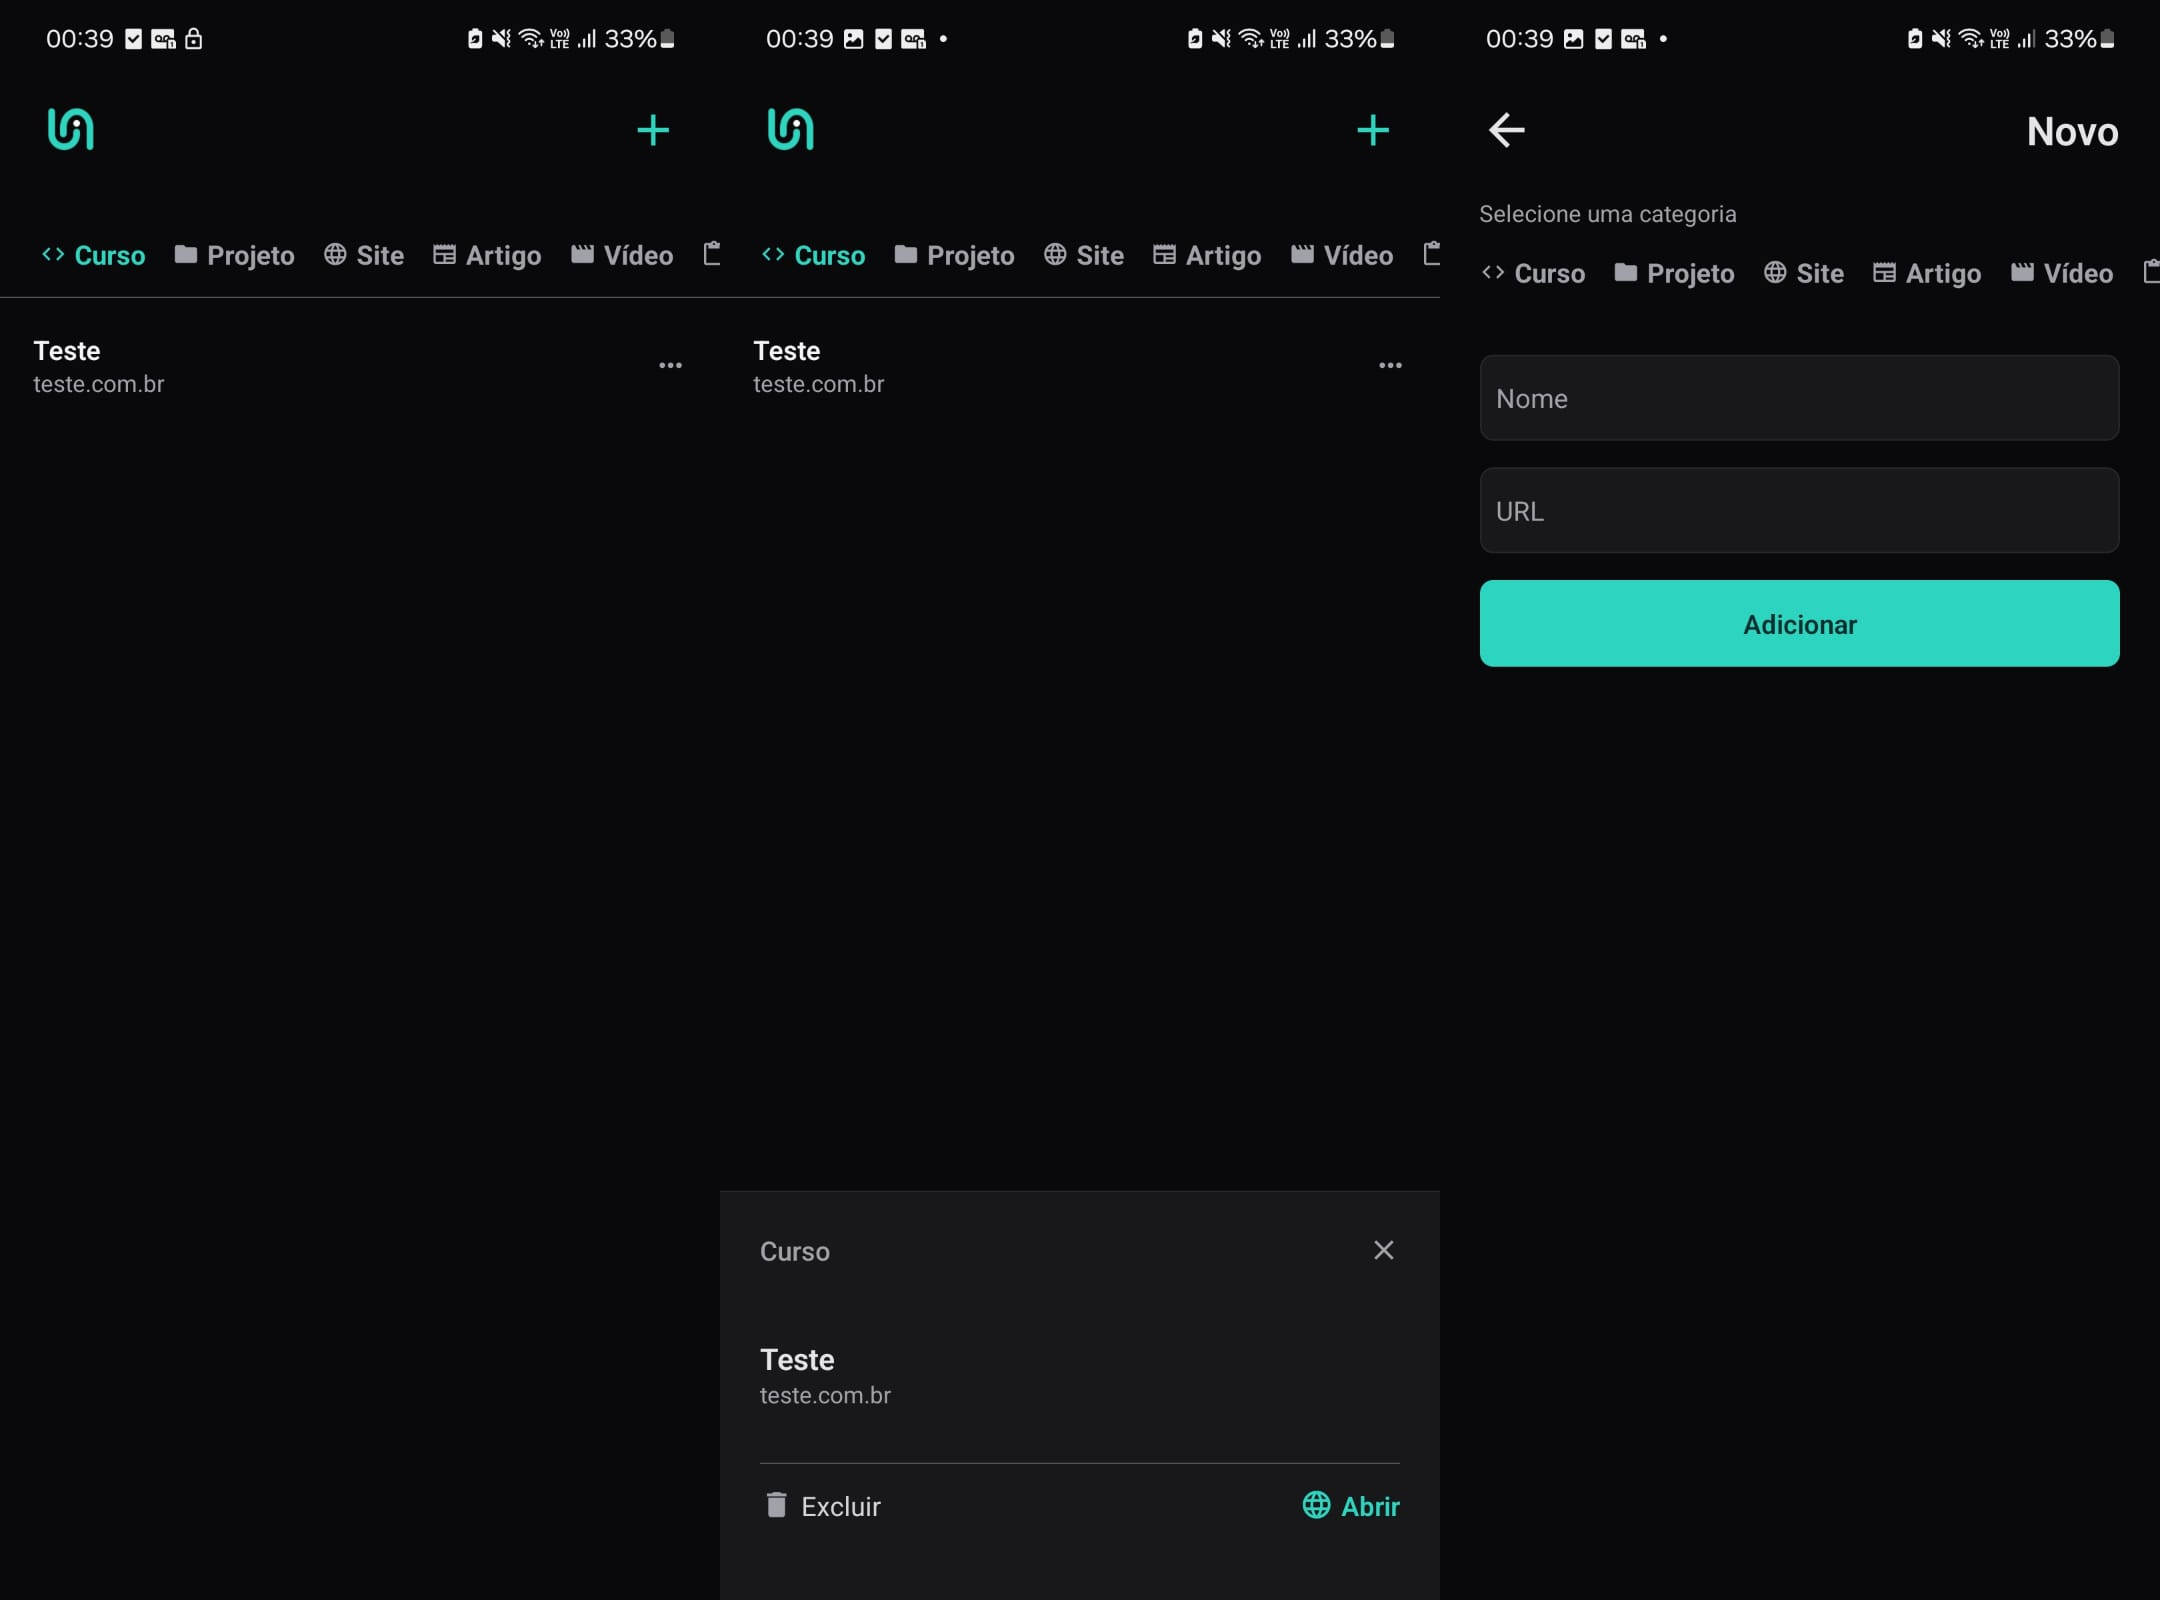 00:39 33%
Curso Projeto Site Artigo Vídeo
Teste
teste.com.br
00:39 33%
Curso Projeto Site Artigo Vídeo
Teste
teste.com.br
Curso
Teste
teste.com.br
Excluir Abrir
00:39 33%
Novo
Selecione uma categoria
Curso Projeto Site Artigo Vídeo
Nome
URL
Adicionar